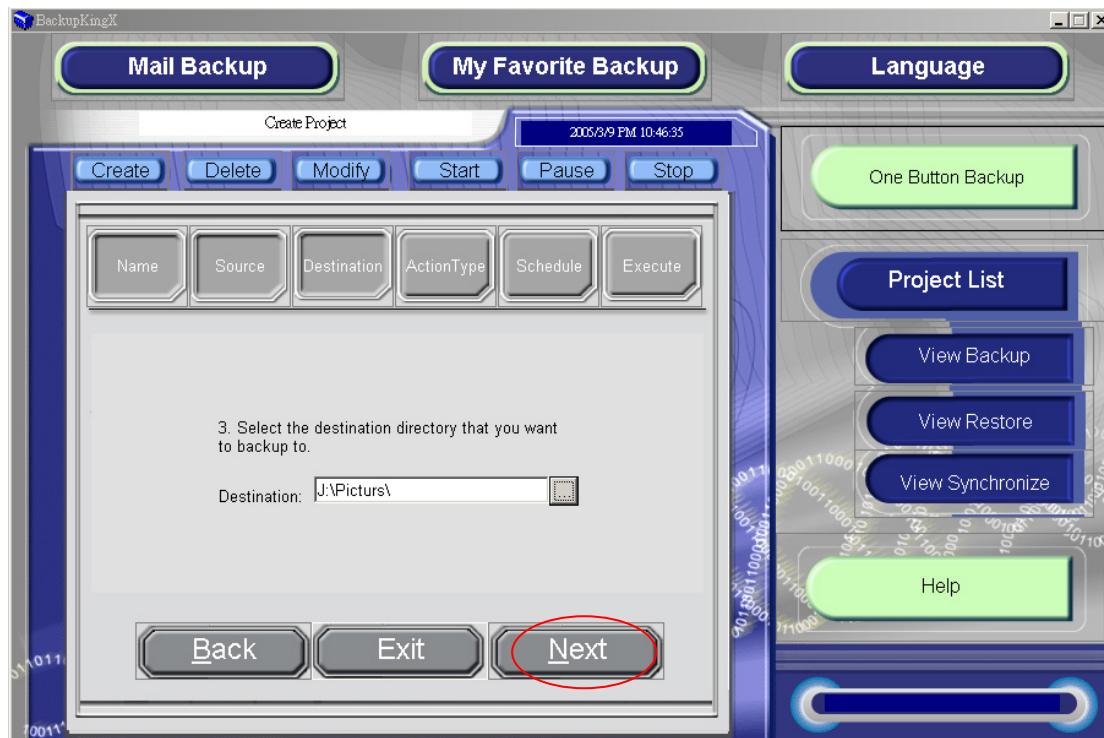 BackupKingX
Mail Backup
My Favorite Backup
Language
Create Project
2005/3/9 PM 10:46:35
Create
Delete
Modify
Start
Pause
Stop
One Button Backup
Name
Source
Destination
ActionType
Schedule
Execute
Project List
View Backup
View Restore
View Synchronize
3. Select the destination directory that you want
to backup to.
Destination: J:\Picturs\ ...
Help
Back
Exit
Next